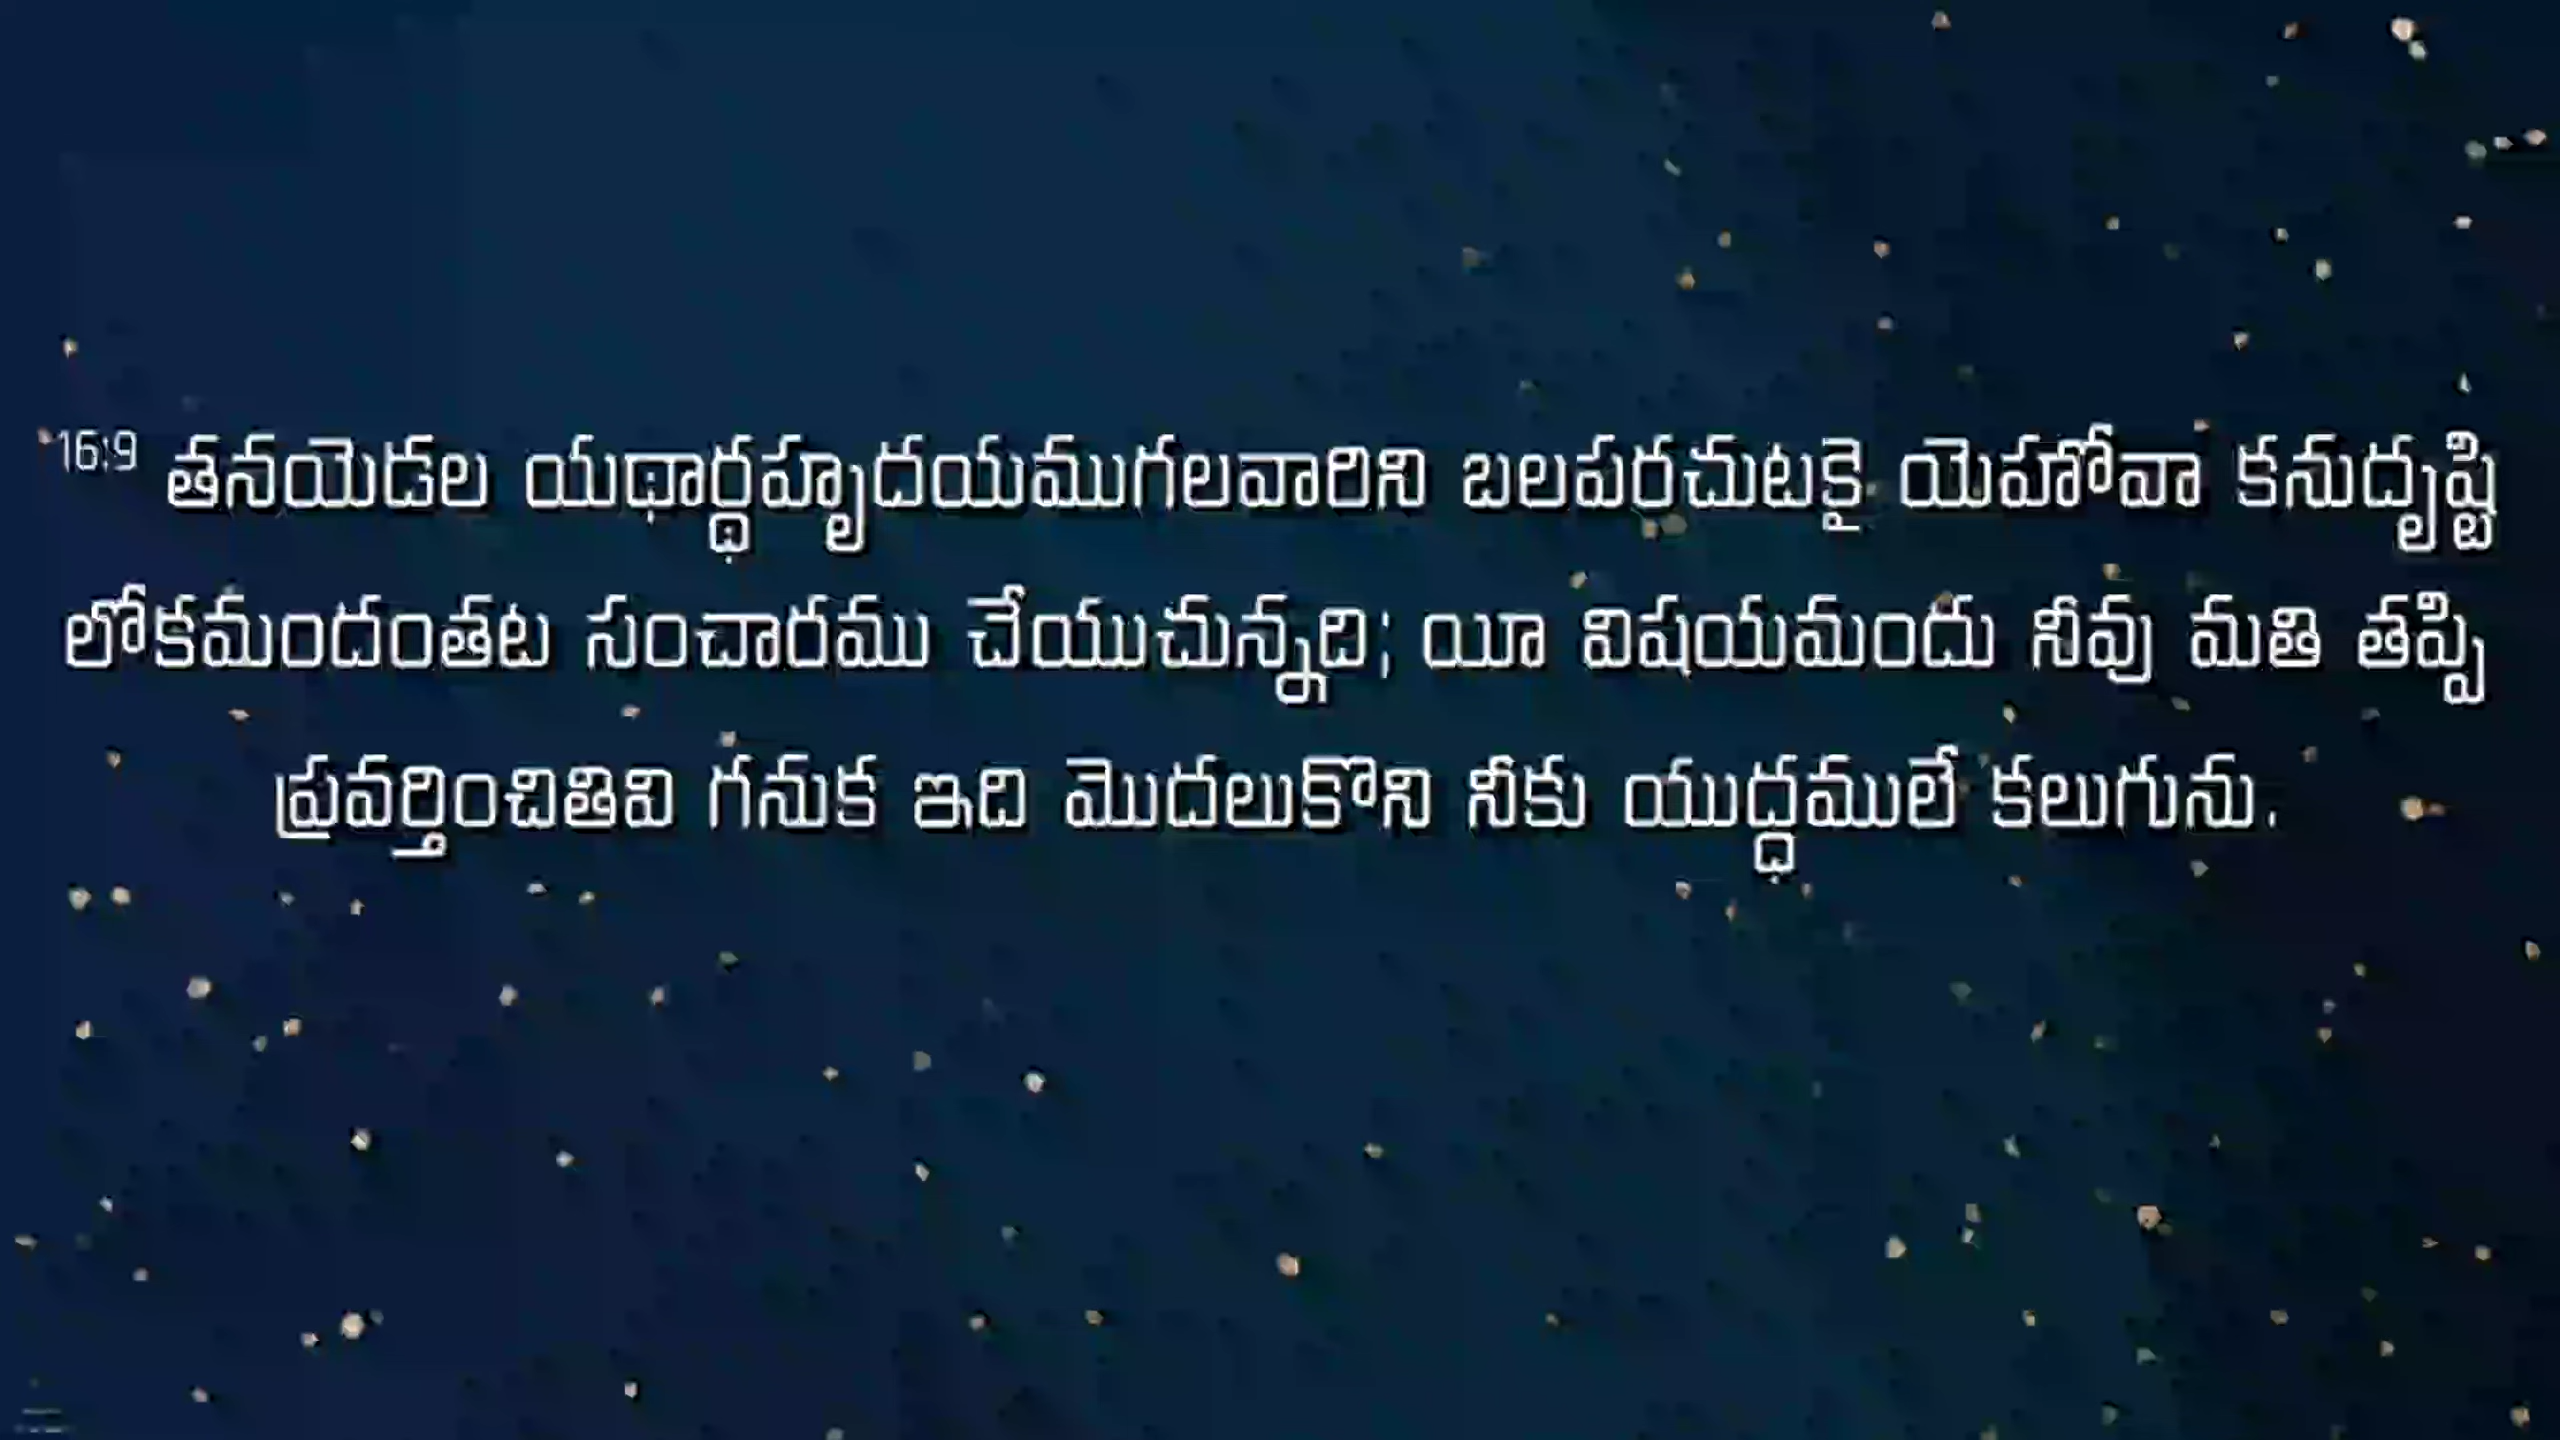 16:9 తనయెడల యథార్థహృదయముగలవారిని బలపరచుటకై యెహోవా కనుదృష్టి
లోకమందంతట సంచారము చేయుచున్నది; యీ విషయమందు నీవు మతి తప్పి
ప్రవర్తించితివి గనుక ఇది మొదలుకొని నీకు యుద్ధములే కలుగును.